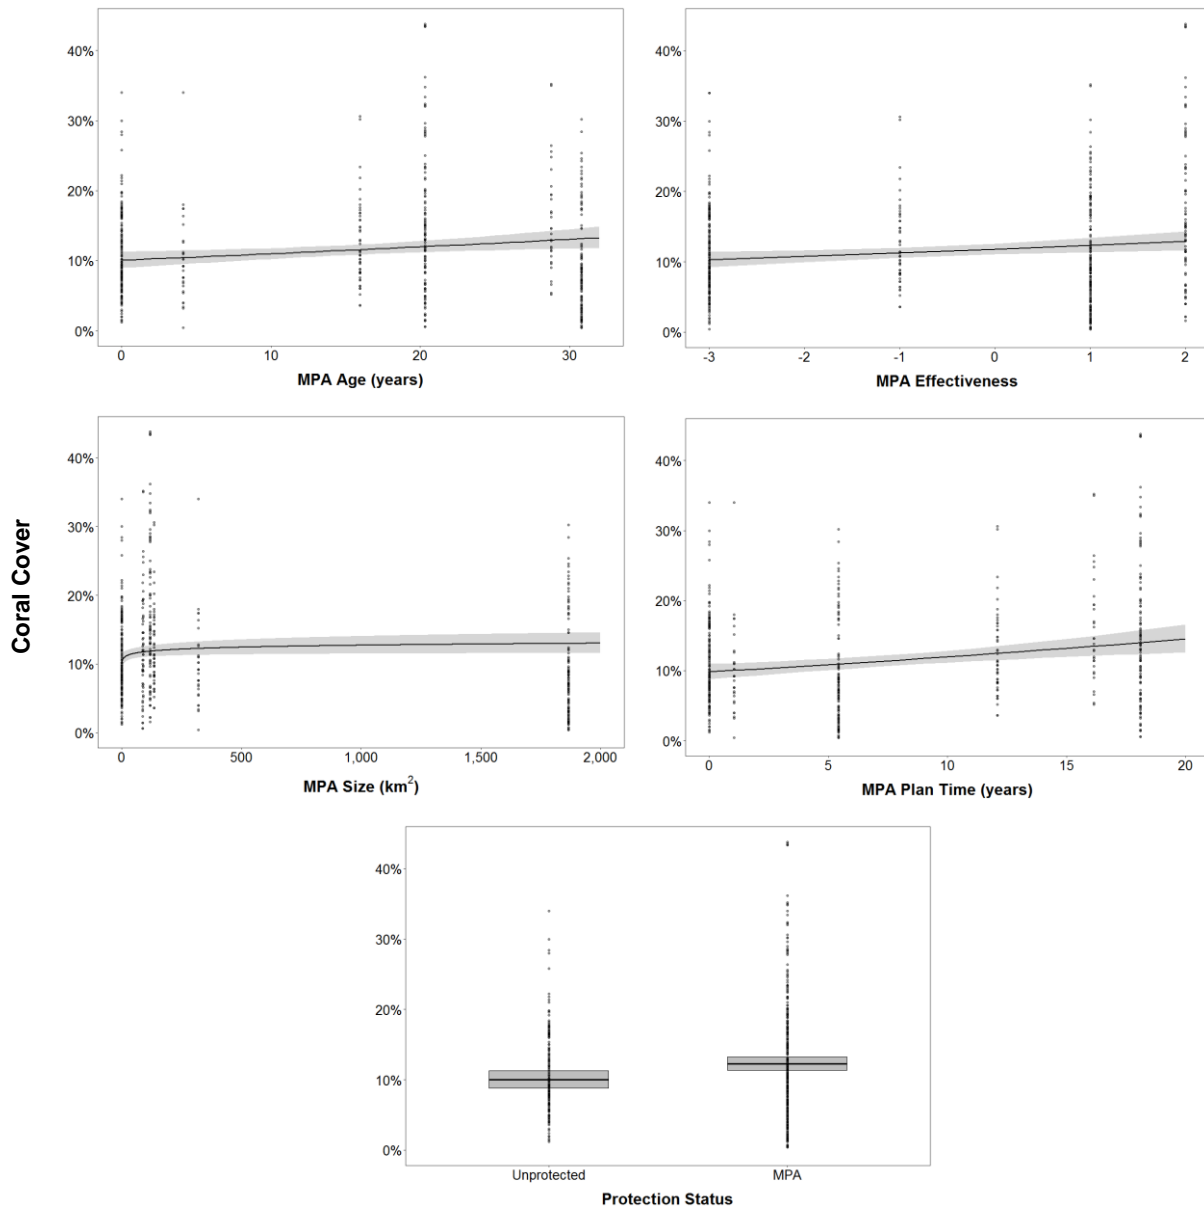 40%
30%
20%
10%
0%
0 10 20 30
MPA Age (years)
40%
30%
20%
10%
0%
-3 -2 -1 0 1 2
MPA Effectiveness
Coral Cover
40%
30%
20%
10%
0%
0 500 1,000 1,500 2,000
MPA Size (km²)
40%
30%
20%
10%
0%
0 5 10 15 20
MPA Plan Time (years)
40%
30%
20%
10%
0%
Unprotected MPA
Protection Status